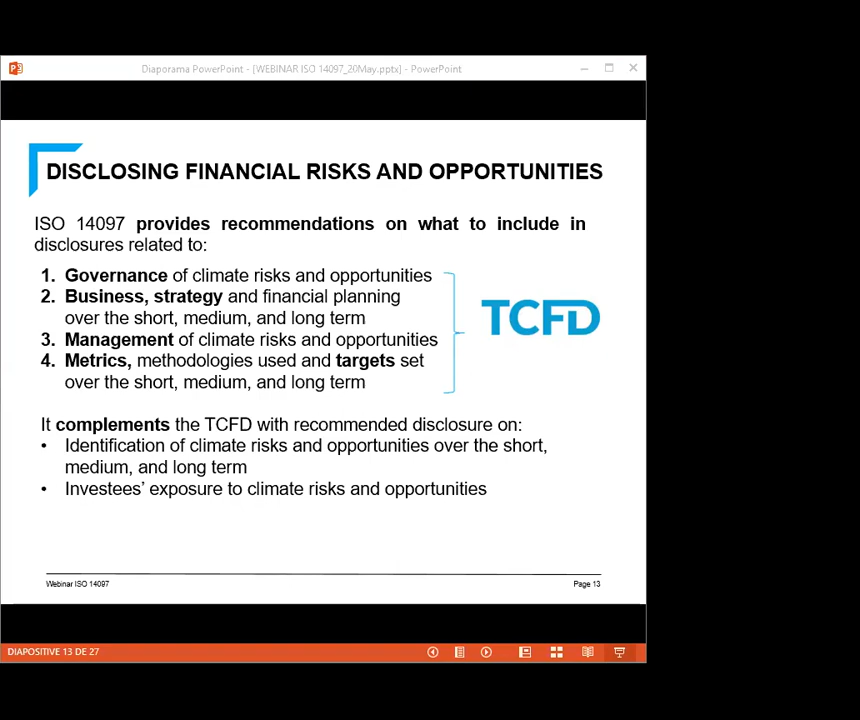 Diaporama PowerPoint - [WEBINAR ISO 14097_20May.pptx] - PowerPoint
DISCLOSING FINANCIAL RISKS AND OPPORTUNITIES
ISO 14097 provides recommendations on what to include in
disclosures related to:
1. Governance of climate risks and opportunities
2. Business, strategy and financial planning
over the short, medium, and long term
3. Management of climate risks and opportunities
4. Metrics, methodologies used and targets set
over the short, medium, and long term
TCFD
It complements the TCFD with recommended disclosure on:
• Identification of climate risks and opportunities over the short,
medium, and long term
• Investees’ exposure to climate risks and opportunities
Webinar ISO 14097
Page 13
DIAPOSITIVE 13 DE 27